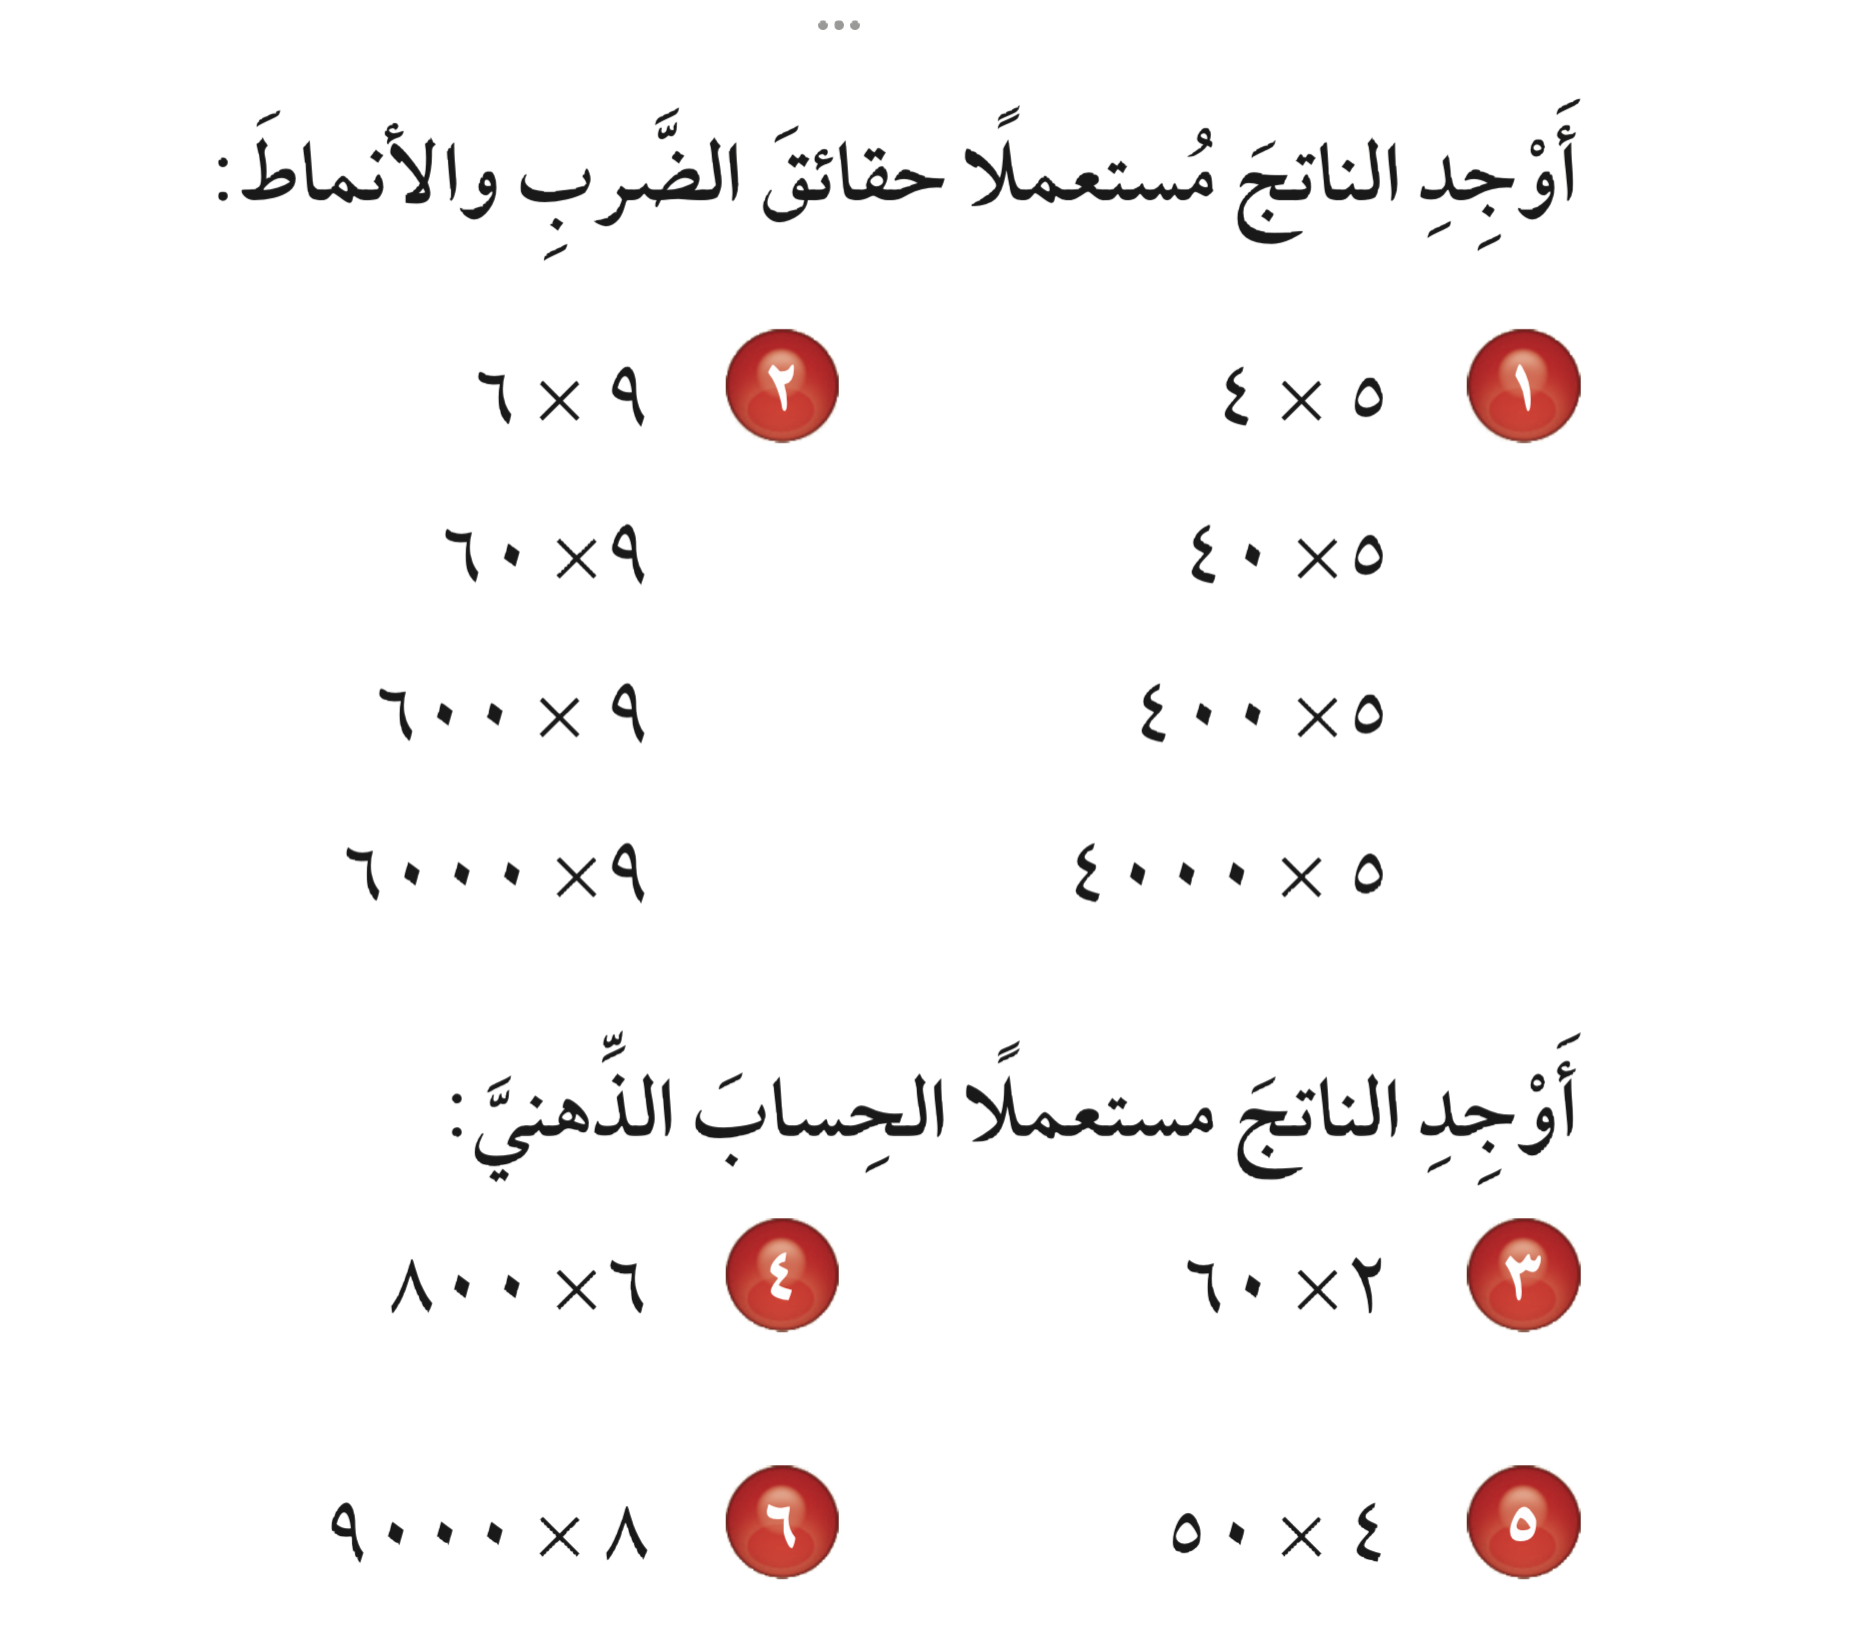 أَوْجِدِ الناتجَ مُستعملًا حقائقَ الضَّربِ والأنماطَ:
١ ٥ × ٤ ٢ ٩ × ٦
٥ × ٤٠ ٩ × ٦٠
٥ × ٤٠٠ ٩ × ٦٠٠
٥ × ٤٠٠٠ ٩ × ٦٠٠٠
أَوْجِدِ الناتجَ مستعملًا الحِسابَ الذِّهنيَّ:
٣ ٢ × ٦٠ ٤ ٦ × ٨٠٠
٥ ٤ × ٥٠ ٦ ٨ × ٩٠٠٠